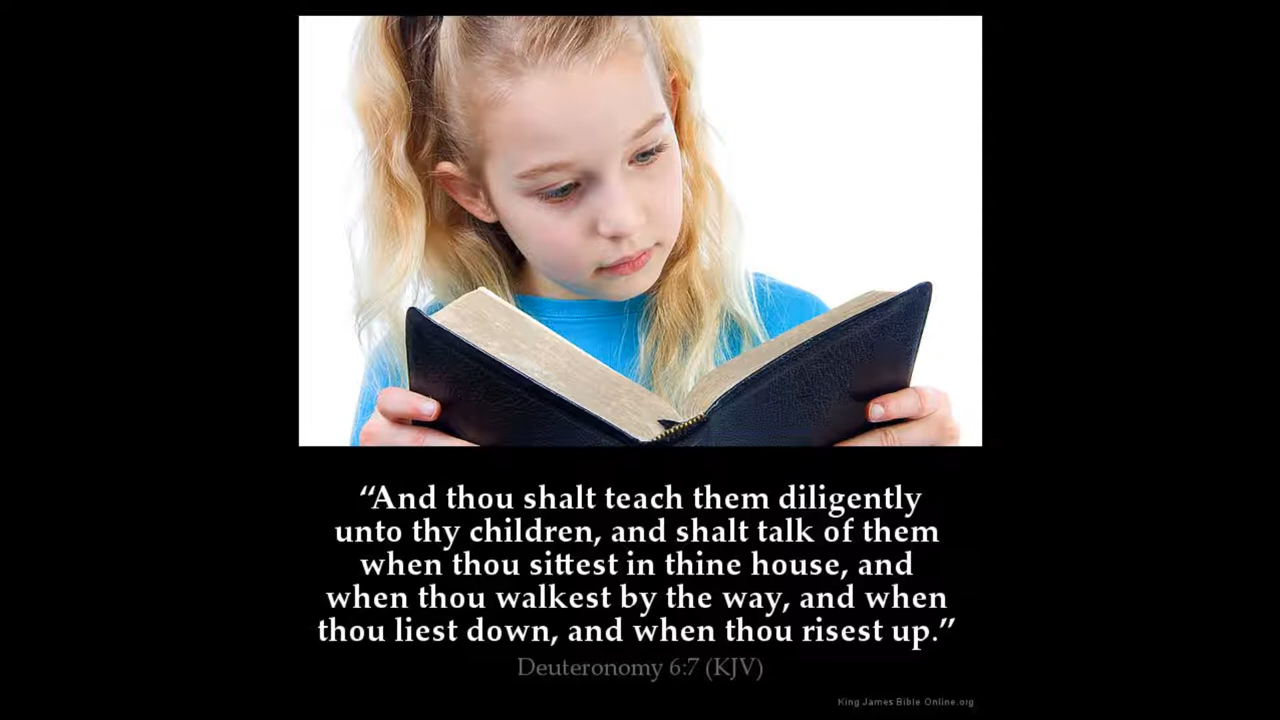 “And thou shalt teach them diligently
unto thy children, and shalt talk of them
when thou sittest in thine house, and
when thou walkest by the way, and when
thou liest down, and when thou risest up.”
Deuteronomy 6:7 (KJV)
King James Bible Online.org